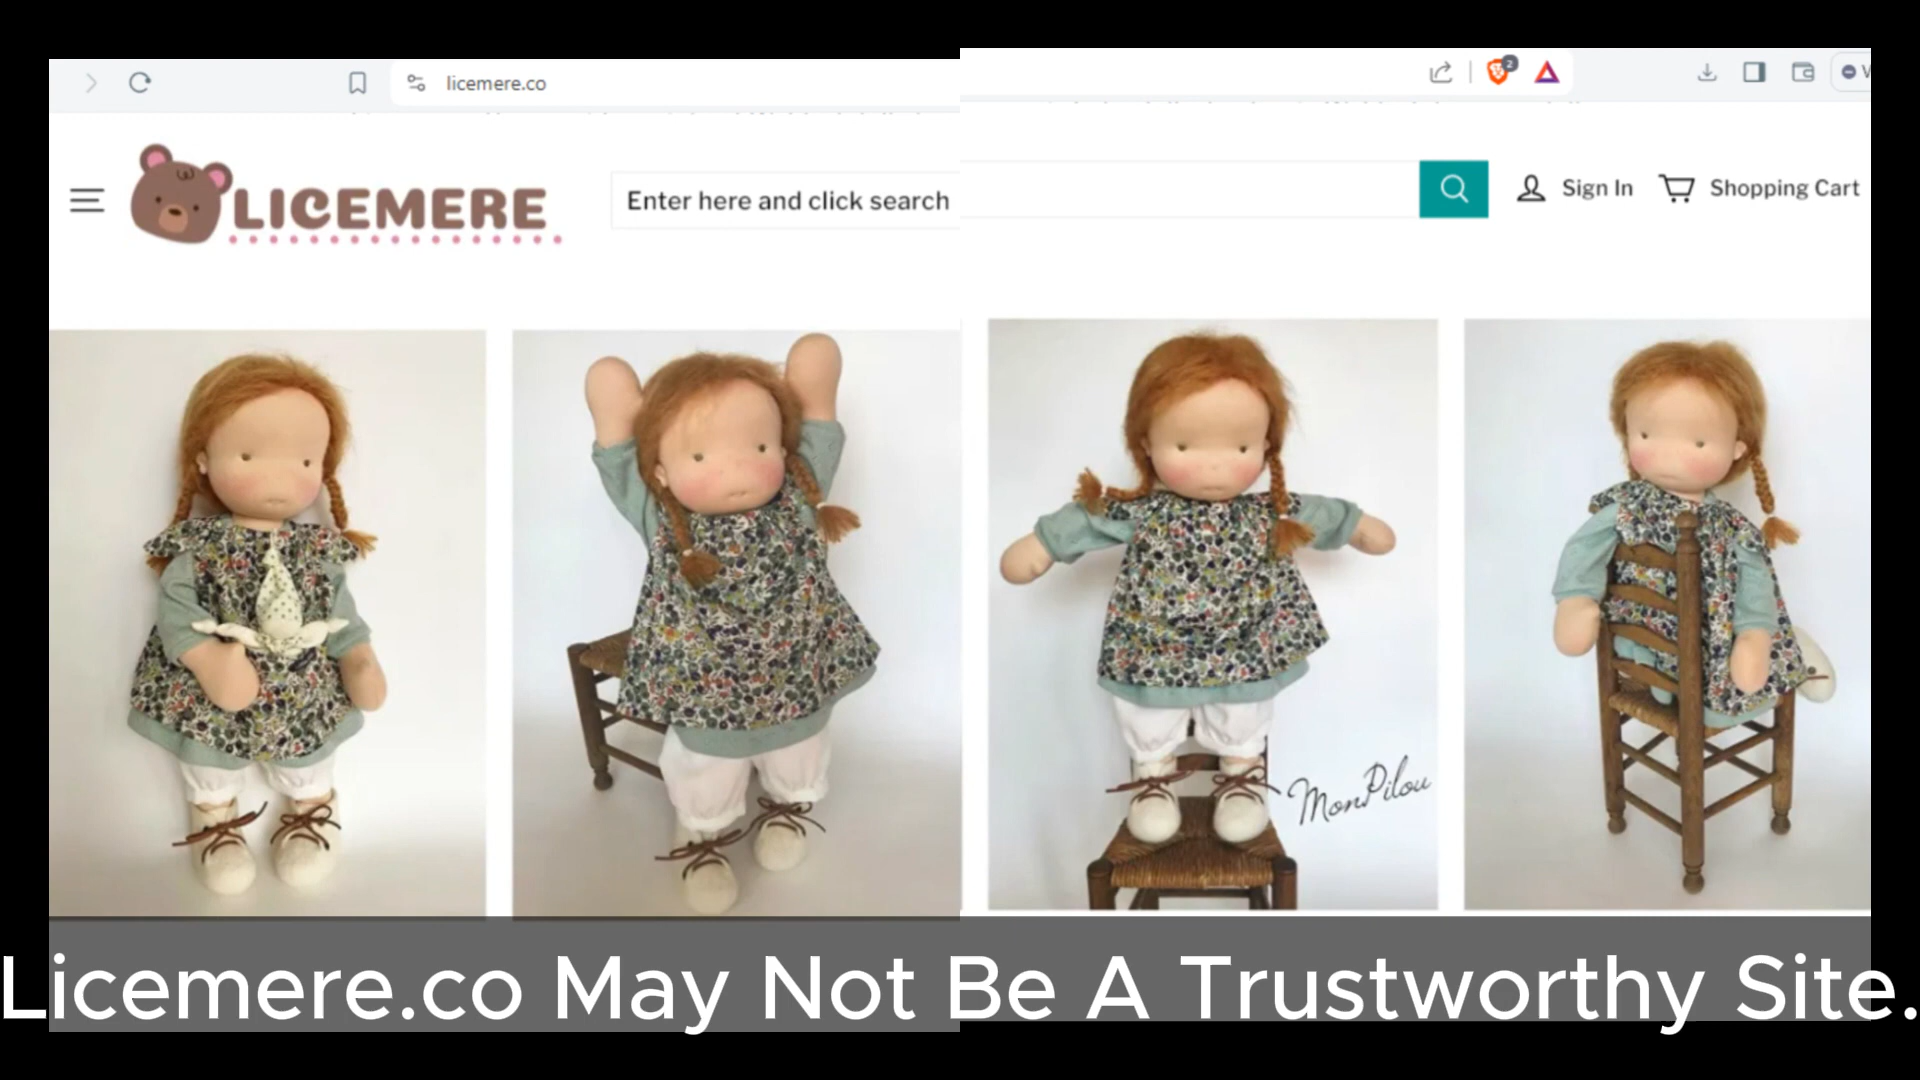 licemere.co
2
V
LICEMERE
Enter here and click search
Sign In
Shopping Cart
MonPilou
Licemere.co May Not Be A Trustworthy Site.